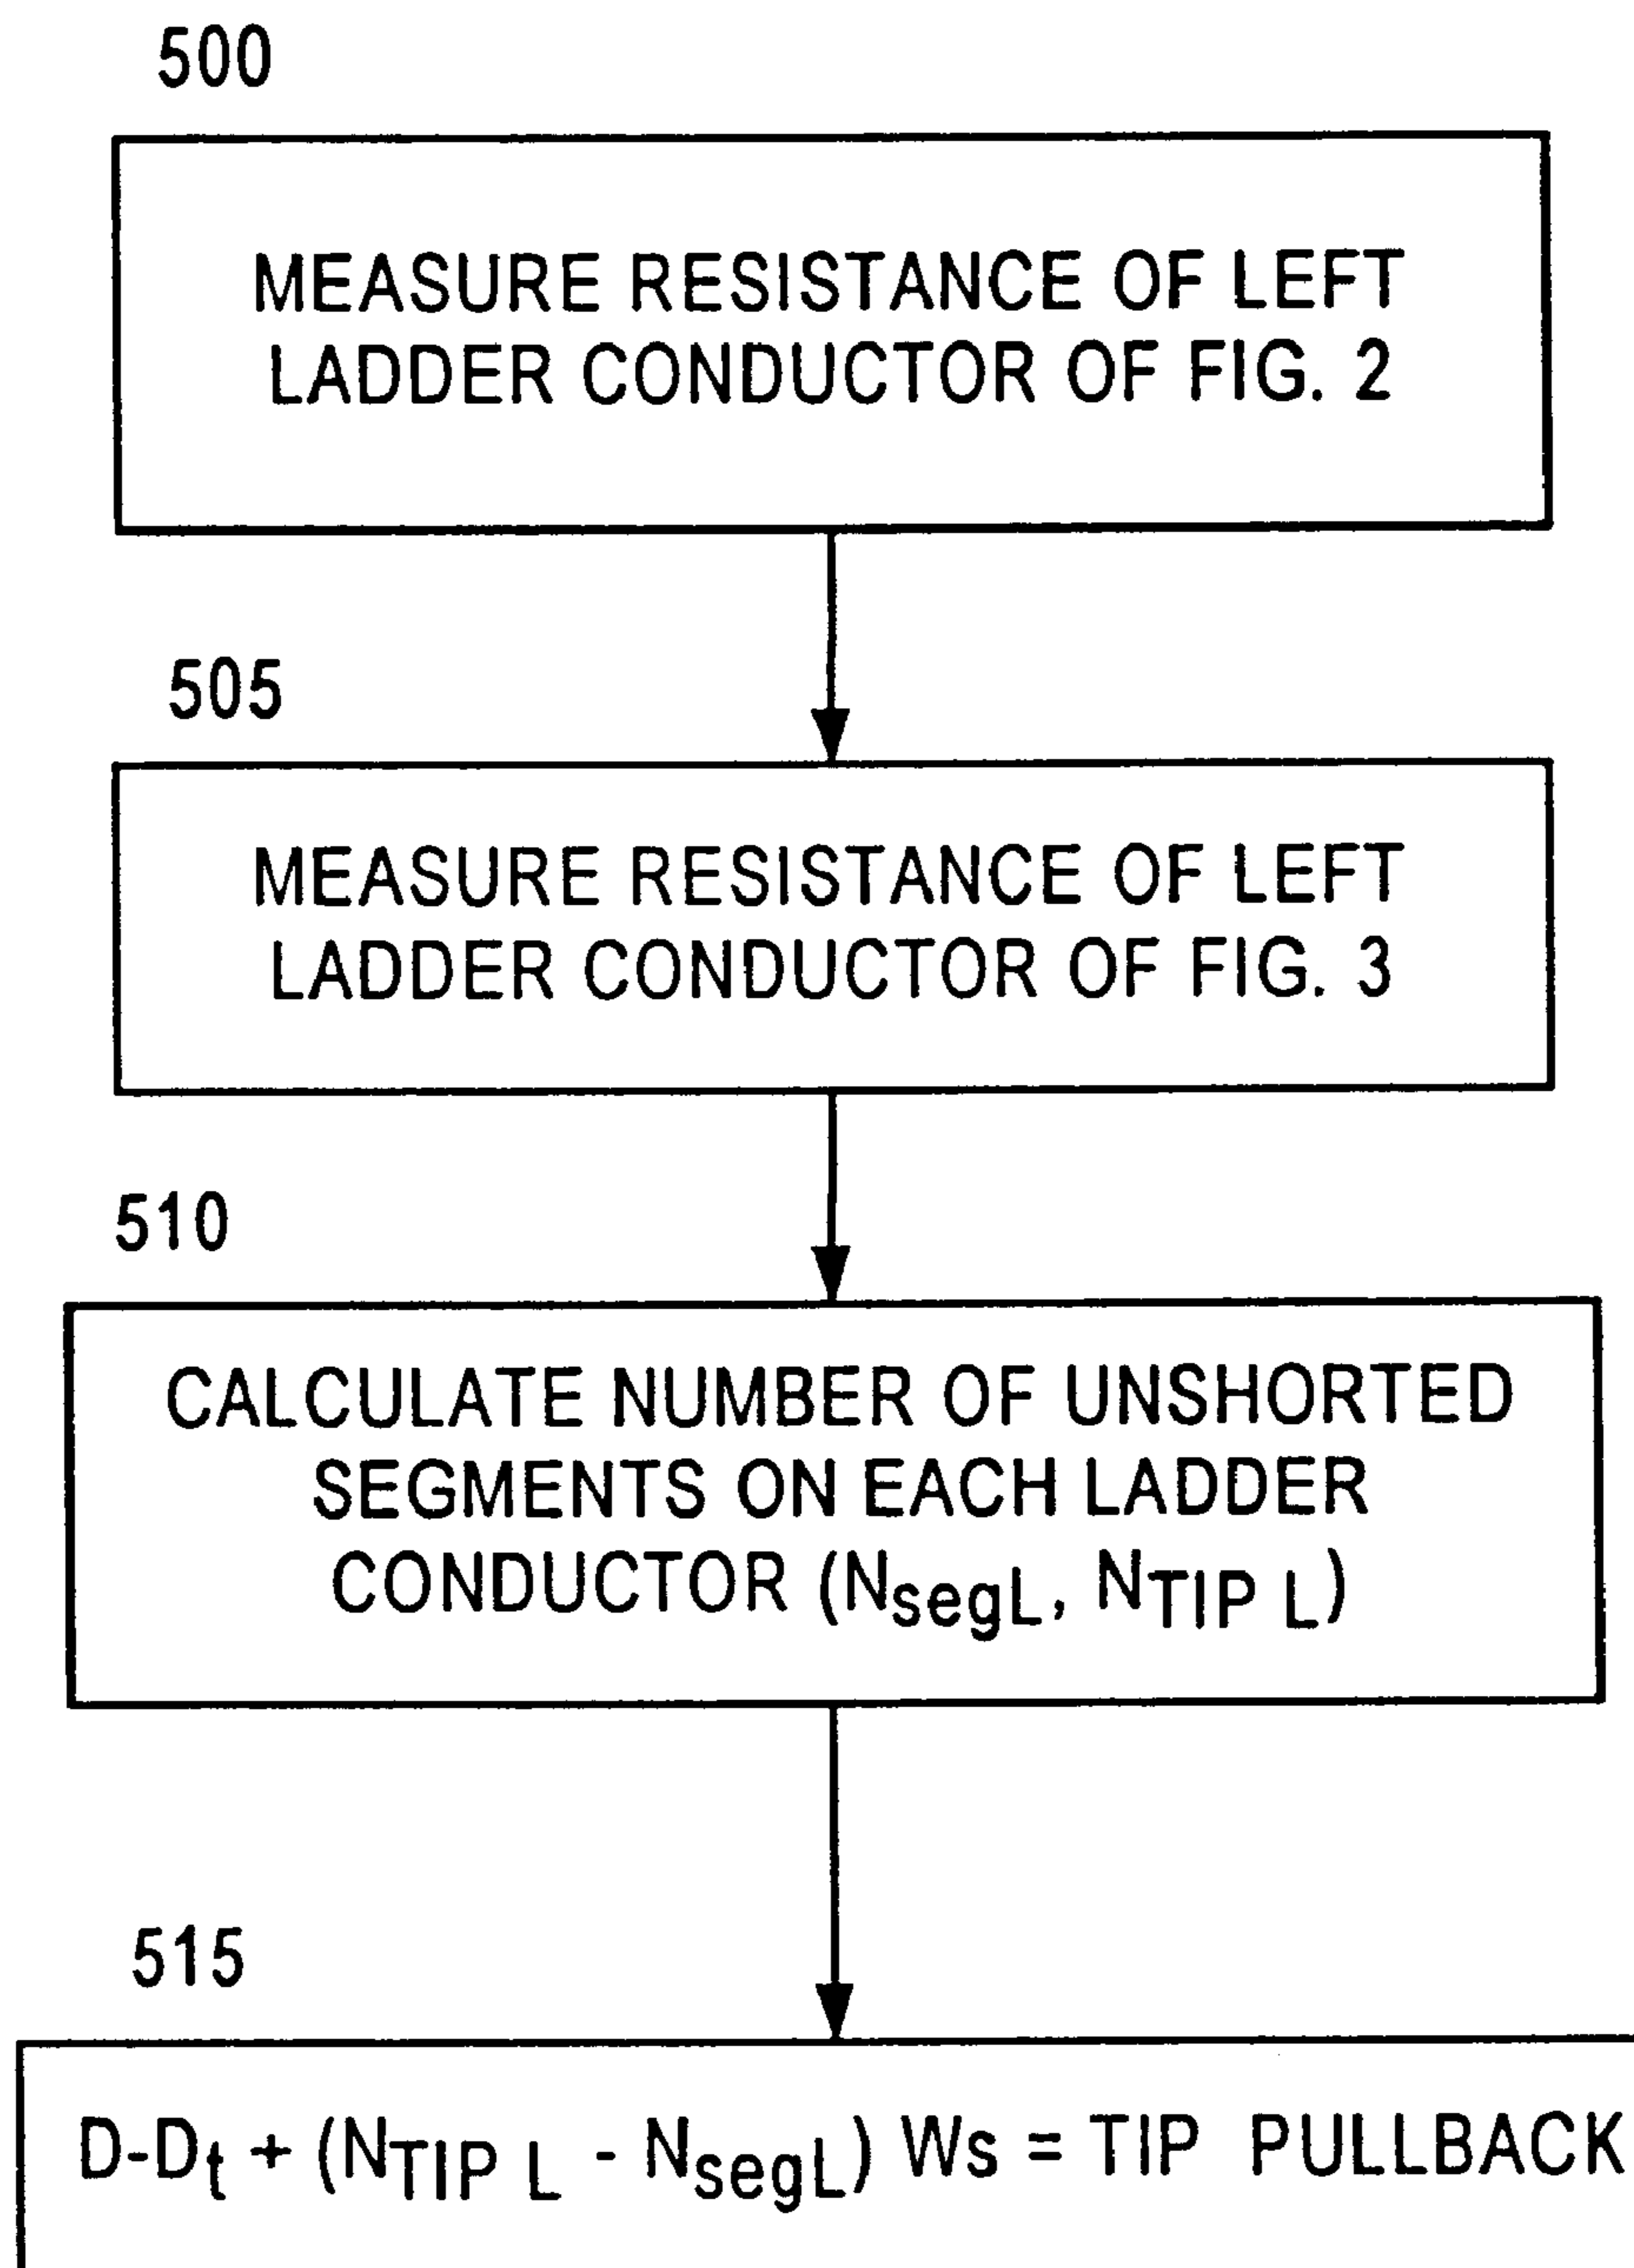 500
MEASURE RESISTANCE OF LEFT
LADDER CONDUCTOR OF FIG. 2
505
MEASURE RESISTANCE OF LEFT
LADDER CONDUCTOR OF FIG. 3
510
CALCULATE NUMBER OF UNSHORTED
SEGMENTS ON EACH LADDER
CONDUCTOR (NsegL, NTIP L)
515
D-Dt + (NTIP L - NsegL) Ws = TIP PULLBACK